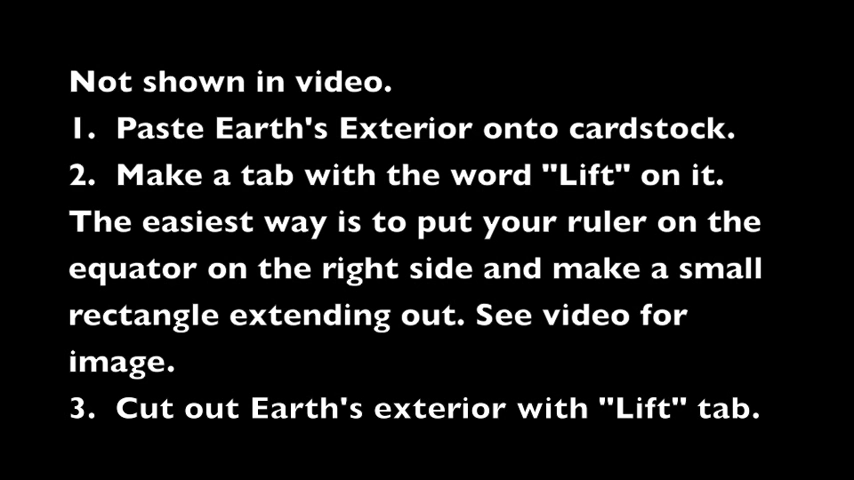 Not shown in video.
1. Paste Earth's Exterior onto cardstock.
2. Make a tab with the word "Lift" on it.
The easiest way is to put your ruler on the
equator on the right side and make a small
rectangle extending out. See video for
image.
3. Cut out Earth's exterior with "Lift" tab.